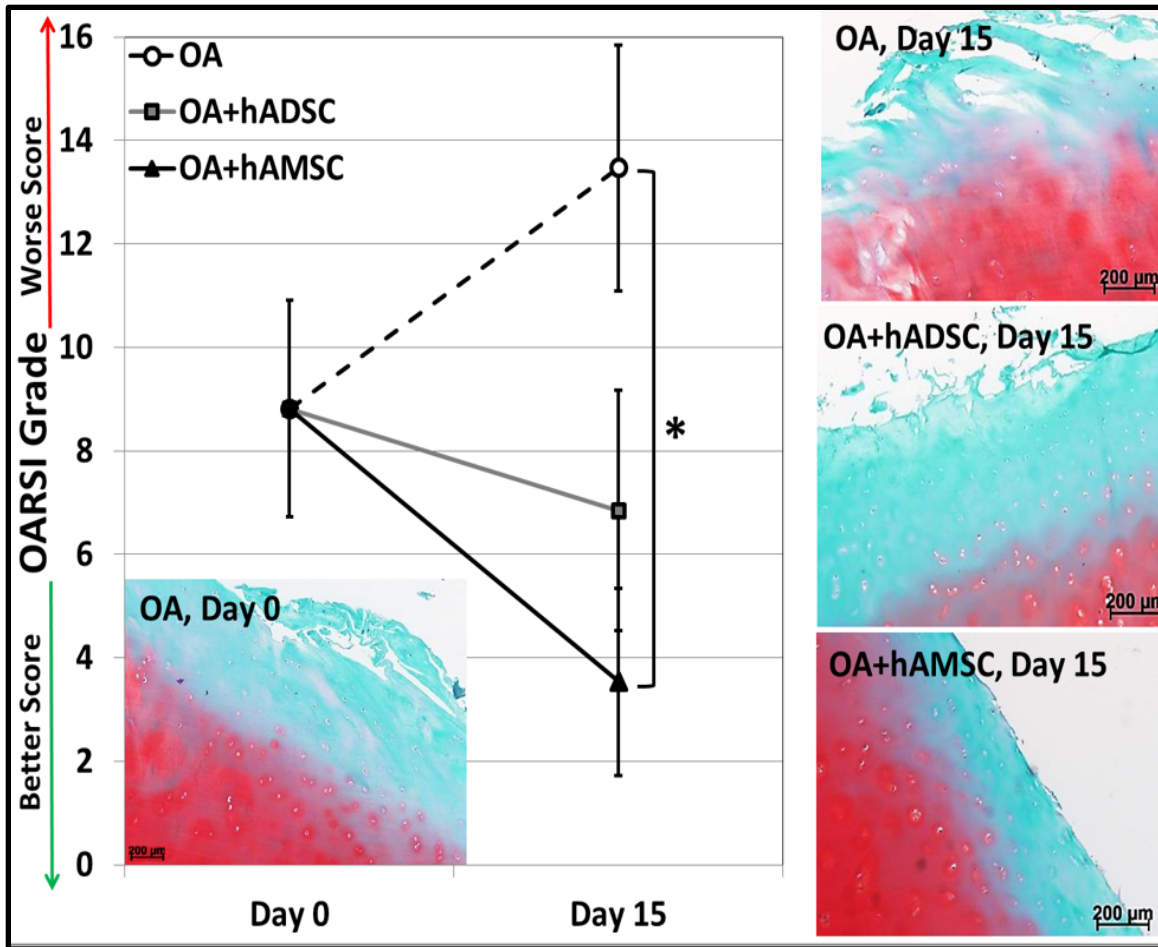 Worse Score
OARSI Grade
Better Score
16
14
12
10
8
6
4
2
0
OA
OA+hADSC
OA+hAMSC
*
OA, Day 0
200 µm
Day 0
Day 15
OA, Day 15
200 µm
OA+hADSC, Day 15
200 µm
OA+hAMSC, Day 15
200 µm